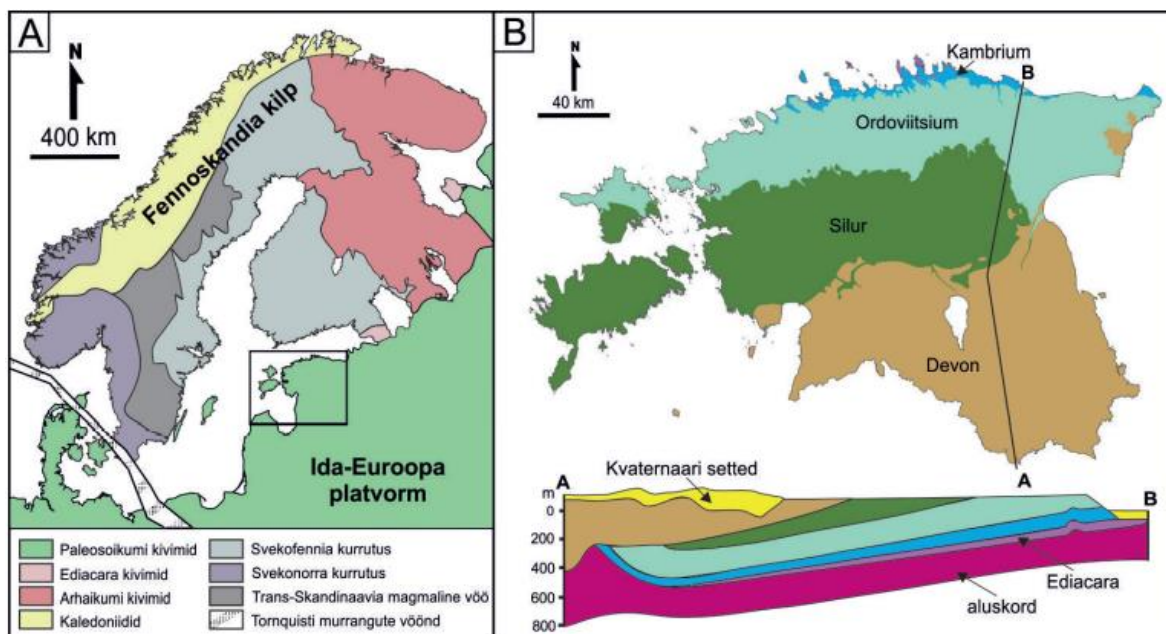 A
N
400 km
Fennoskandia kilp
Ida-Euroopa
platvorm
Paleosoikumi kivimid
Ediacara kivimid
Arhaikumi kivimid
Kaledoniidid
Svekofennia kurrutus
Svekonorra kurrutus
Trans-Skandinaavia magmaline vöö
Tornquisti murrangute vöönd
B
N
40 km
Kambrium
B
Ordoviitsium
Silur
Devon
A
Kvaternaari setted
A
B
m
0
200
400
600
800
Ediacara
aluskord